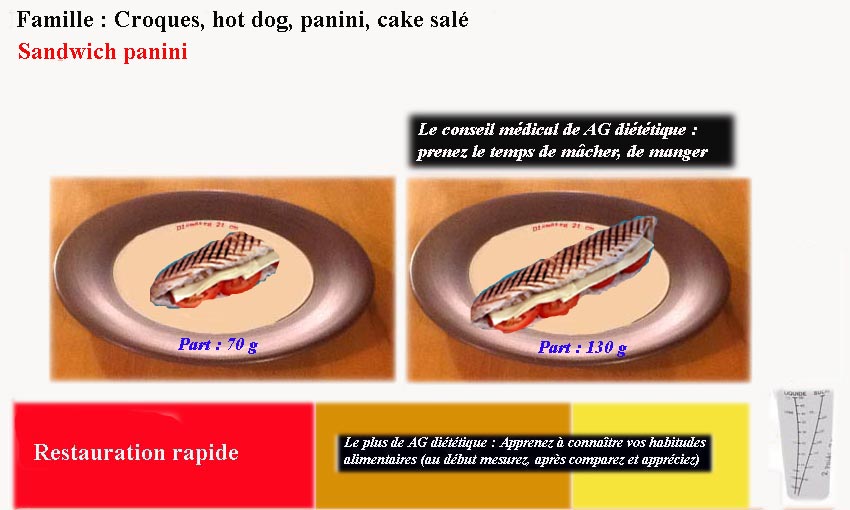 Famille : Croques, hot dog, panini, cake salé
Sandwich panini
Le conseil médical de AG diététique :
prenez le temps de mâcher, de manger
Diamètre 21 cm
Diamètre 21 cm
Part : 70 g
Part : 130 g
Restauration rapide
Le plus de AG diététique : Apprenez à connaître vos habitudes
alimentaires (au début mesurez, après comparez et appréciez)